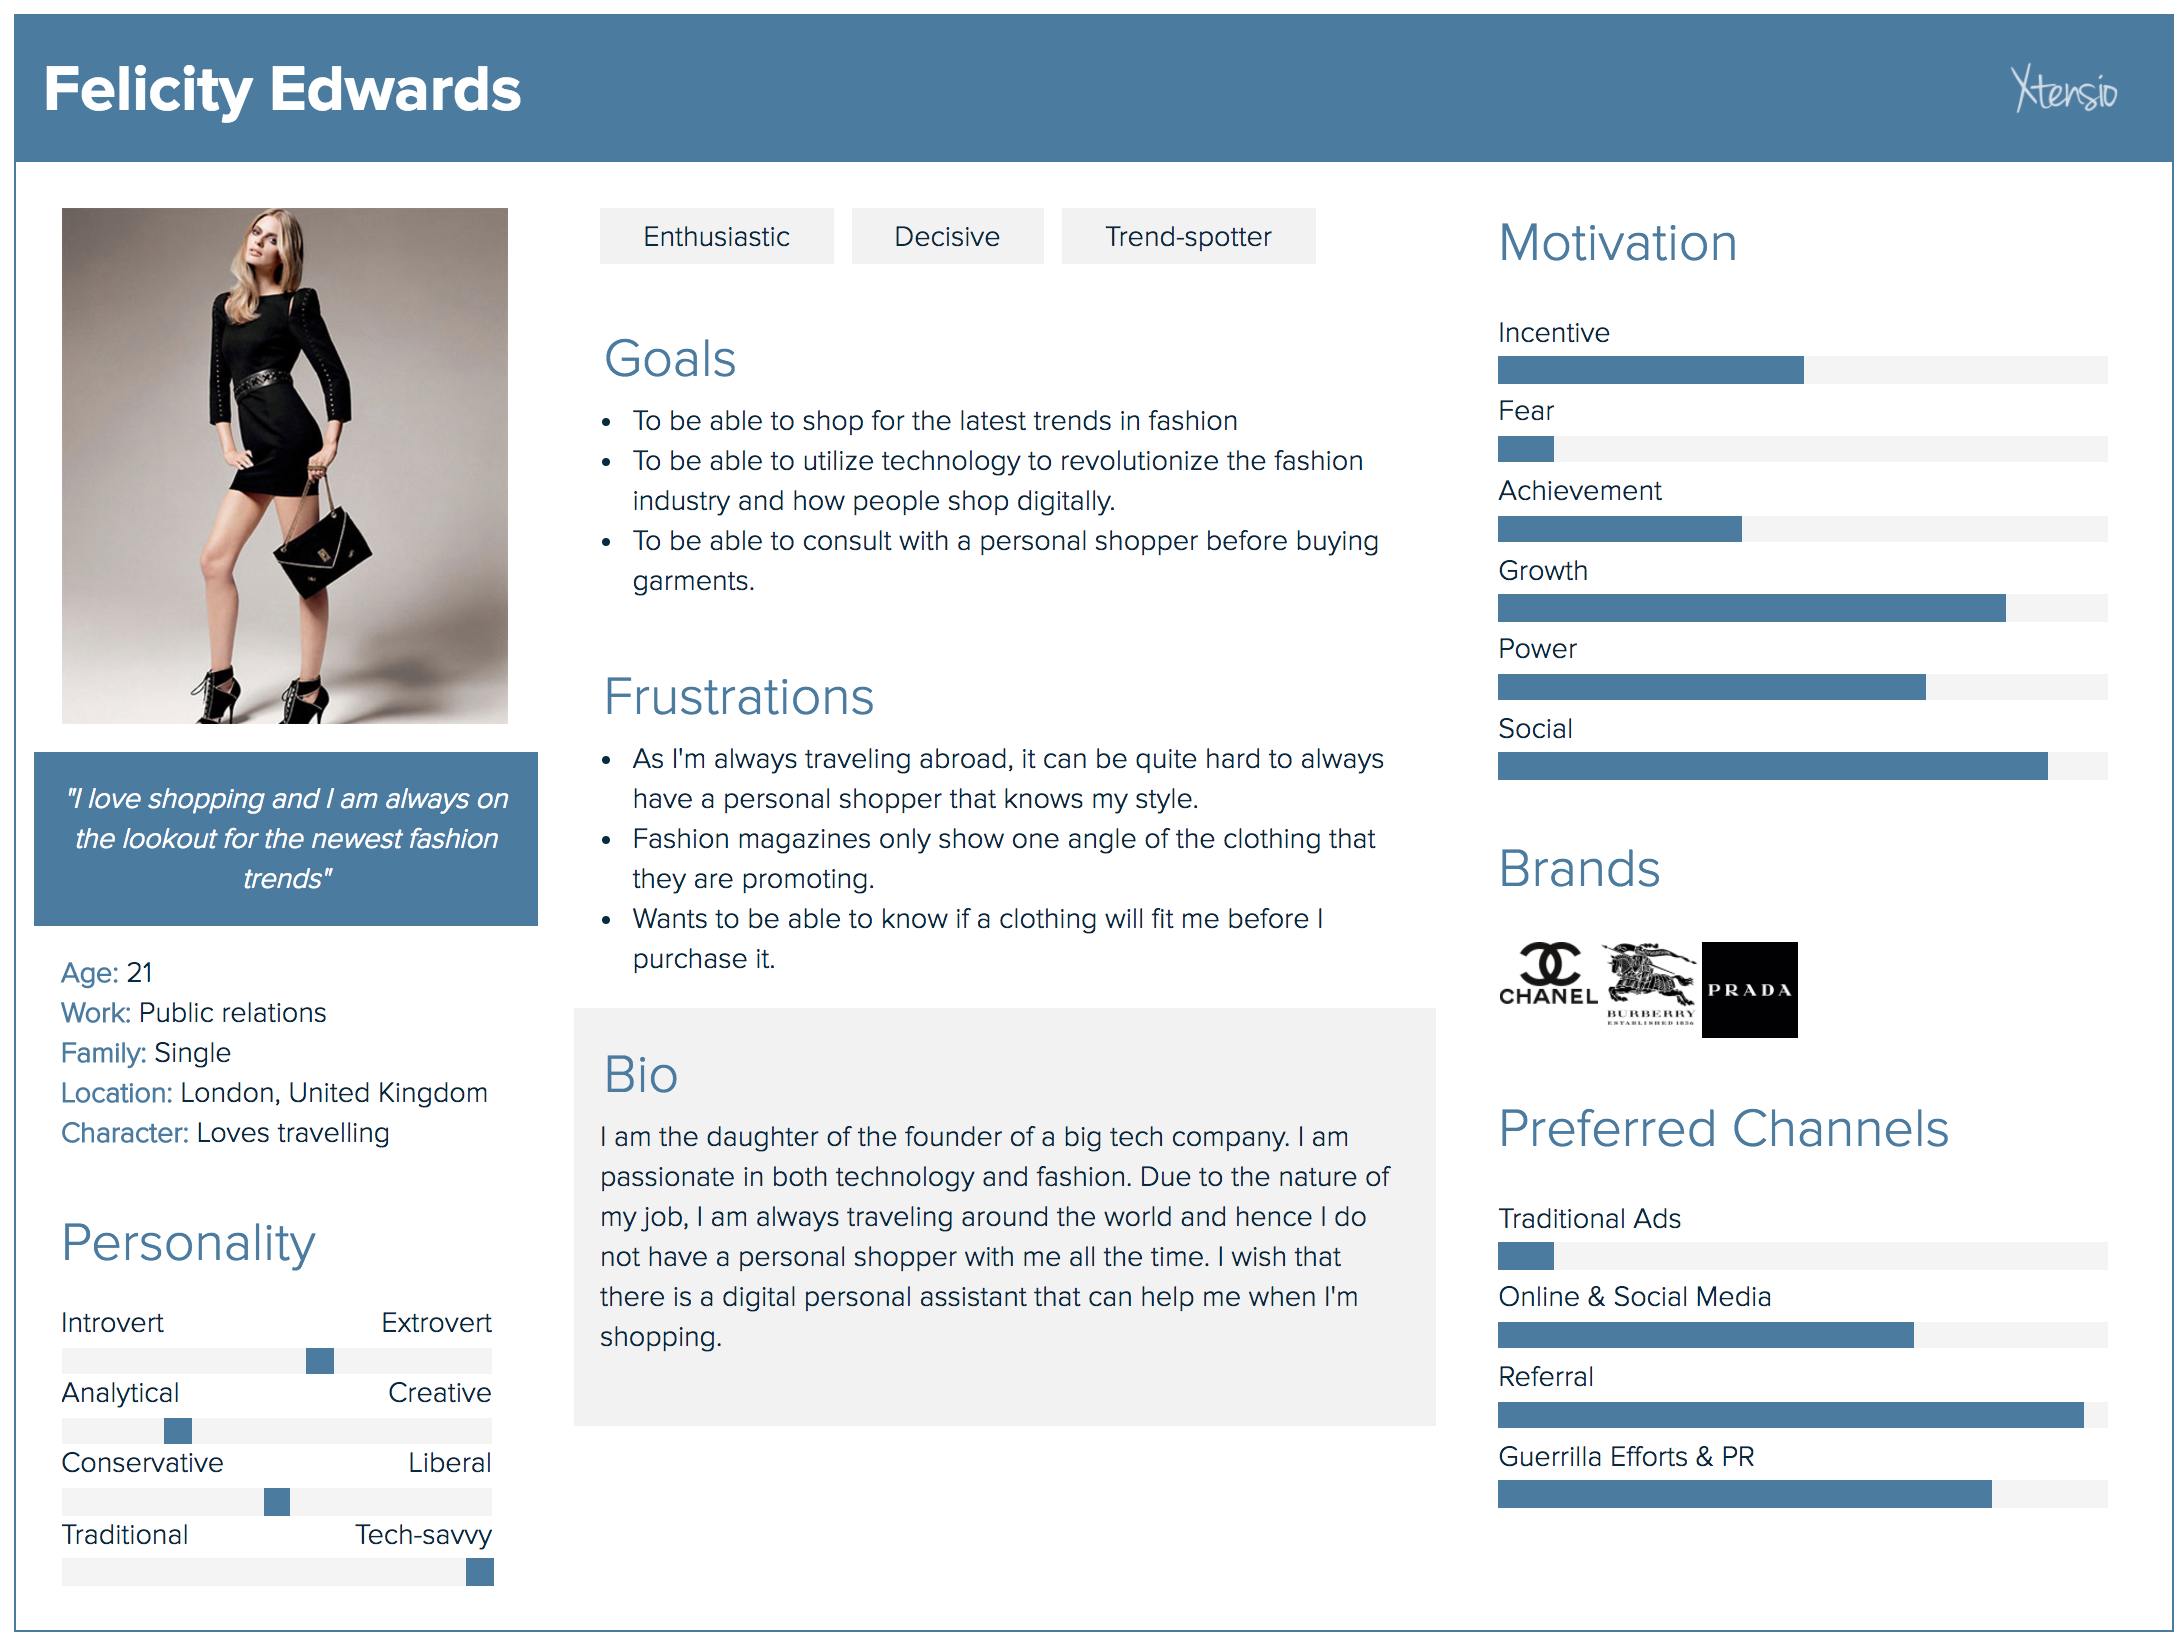 Felicity Edwards
Xtensio
"I love shopping and I am always on
the lookout for the newest fashion
trends"
Age: 21
Work: Public relations
Family: Single
Location: London, United Kingdom
Character: Loves travelling
Personality
Introvert Extrovert
Analytical Creative
Conservative Liberal
Traditional Tech-savvy
Enthusiastic
Decisive
Trend-spotter
Goals
• To be able to shop for the latest trends in fashion
• To be able to utilize technology to revolutionize the fashion
industry and how people shop digitally.
• To be able to consult with a personal shopper before buying
garments.
Frustrations
• As I'm always traveling abroad, it can be quite hard to always
have a personal shopper that knows my style.
• Fashion magazines only show one angle of the clothing that
they are promoting.
• Wants to be able to know if a clothing will fit me before I
purchase it.
Bio
I am the daughter of the founder of a big tech company. I am
passionate in both technology and fashion. Due to the nature of
my job, I am always traveling around the world and hence I do
not have a personal shopper with me all the time. I wish that
there is a digital personal assistant that can help me when I'm
shopping.
Motivation
Incentive
Fear
Achievement
Growth
Power
Social
Brands
CHANEL
BURBERRY
ESTABLISHED 1856
PRADA
Preferred Channels
Traditional Ads
Online & Social Media
Referral
Guerrilla Efforts & PR